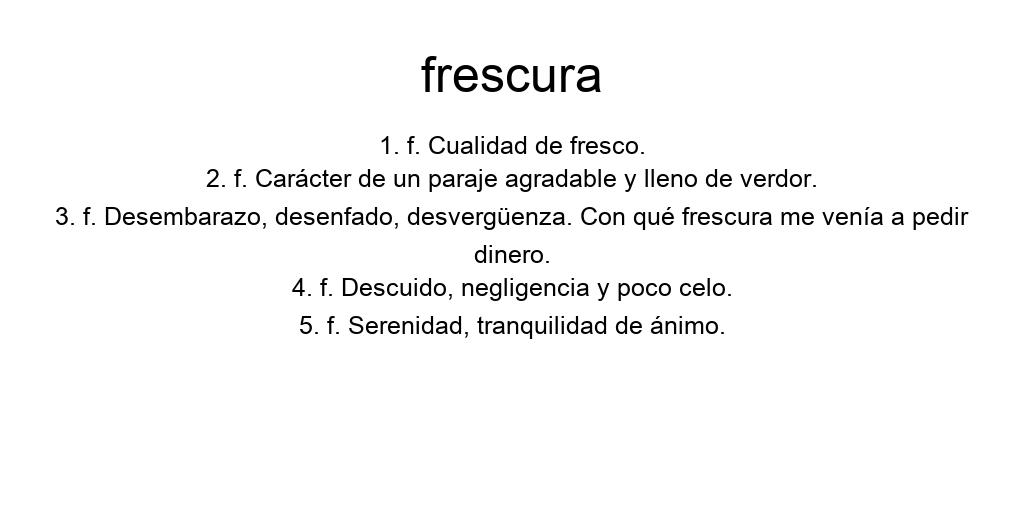 frescura
1. f. Cualidad de fresco.
2. f. Carácter de un paraje agradable y lleno de verdor.
3. f. Desembarazo, desenfado, desvergüenza. Con qué frescura me venía a pedir
dinero.
4. f. Descuido, negligencia y poco celo.
5. f. Serenidad, tranquilidad de ánimo.